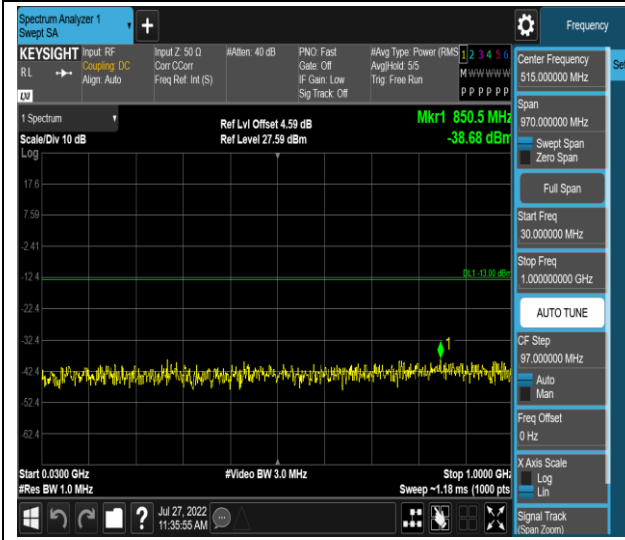 Spectrum Analyzer 1
Swept SA
+
Frequency
KEYSIGHT
RL
LXI
Input: RF
Coupling: DC
Align: Auto
Input Z: 50 Ω
Corr CCorr
Freq Ref: Int (S)
#Atten: 40 dB
PNO: Fast
Gate: Off
IF Gain: Low
Sig Track: Off
#Avg Type: Power (RMS
Avg|Hold: 5/5
Trig: Free Run
1 2 3 4 5 6
M W W W W W
P P P P P P
1 Spectrum
Scale/Div 10 dB
Log
Ref Lvl Offset 4.59 dB
Ref Level 27.59 dBm
Mkr1 850.5 MHz
-38.68 dBm
17.6
7.59
-2.41
-12.4
-22.4
-32.4
-42.4
-52.4
-62.4
DL1 -13.00 dBm
1
Start 0.0300 GHz
#Res BW 1.0 MHz
#Video BW 3.0 MHz
Stop 1.0000 GHz
Sweep ~1.18 ms (1000 pts
Jul 27, 2022
11:35:55 AM
?
Center Frequency
515.000000 MHz
Set
Span
970.000000 MHz
Swept Span
Zero Span
Full Span
Start Freq
30.000000 MHz
Stop Freq
1.000000000 GHz
AUTO TUNE
CF Step
97.000000 MHz
Auto
Man
Freq Offset
0 Hz
X Axis Scale
Log
Lin
Signal Track
(Span Zoom)